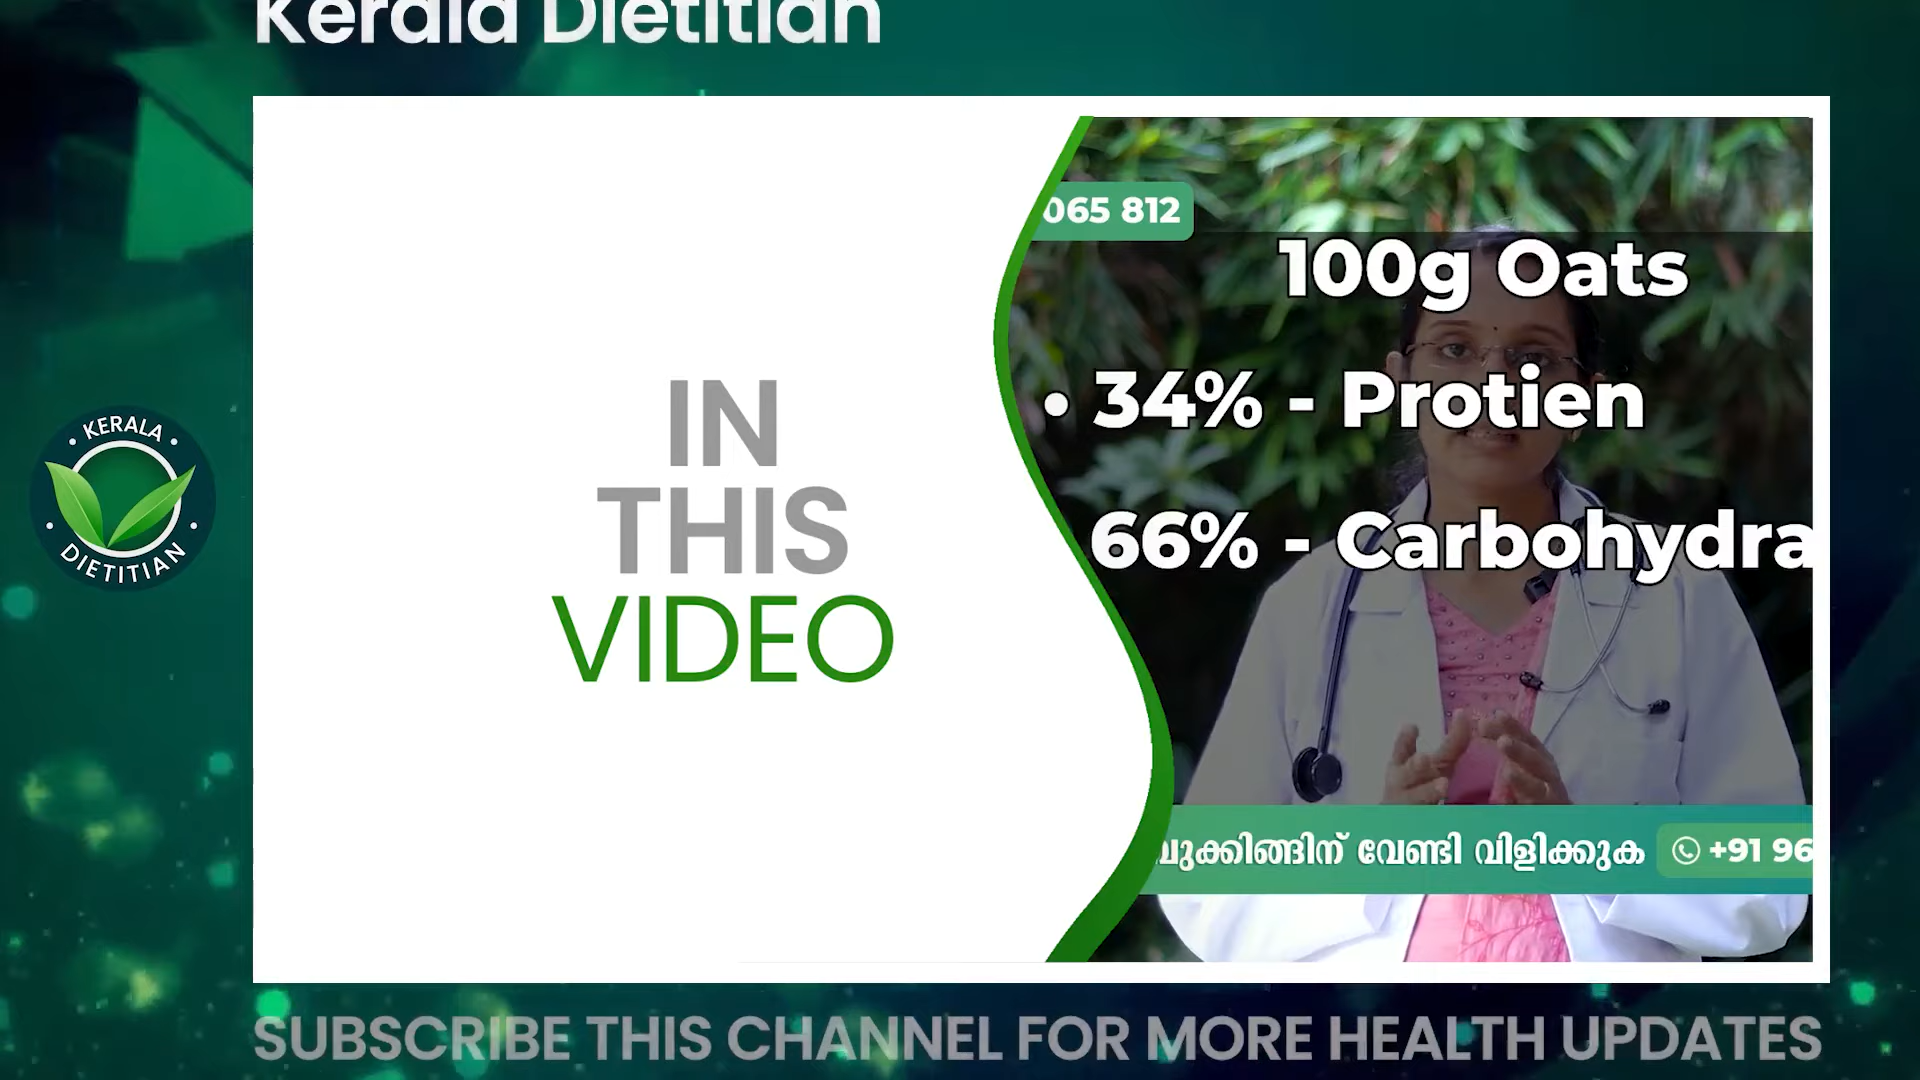 Kerala Dietitian
065 812
100g Oats
• 34% - Protien
66% - Carbohydra
IN
THIS
VIDEO
• KERALA •
• DIETITIAN •
ബുക്കിങ്ങിന് വേണ്ടി വിളിക്കുക +91 96
SUBSCRIBE THIS CHANNEL FOR MORE HEALTH UPDATES